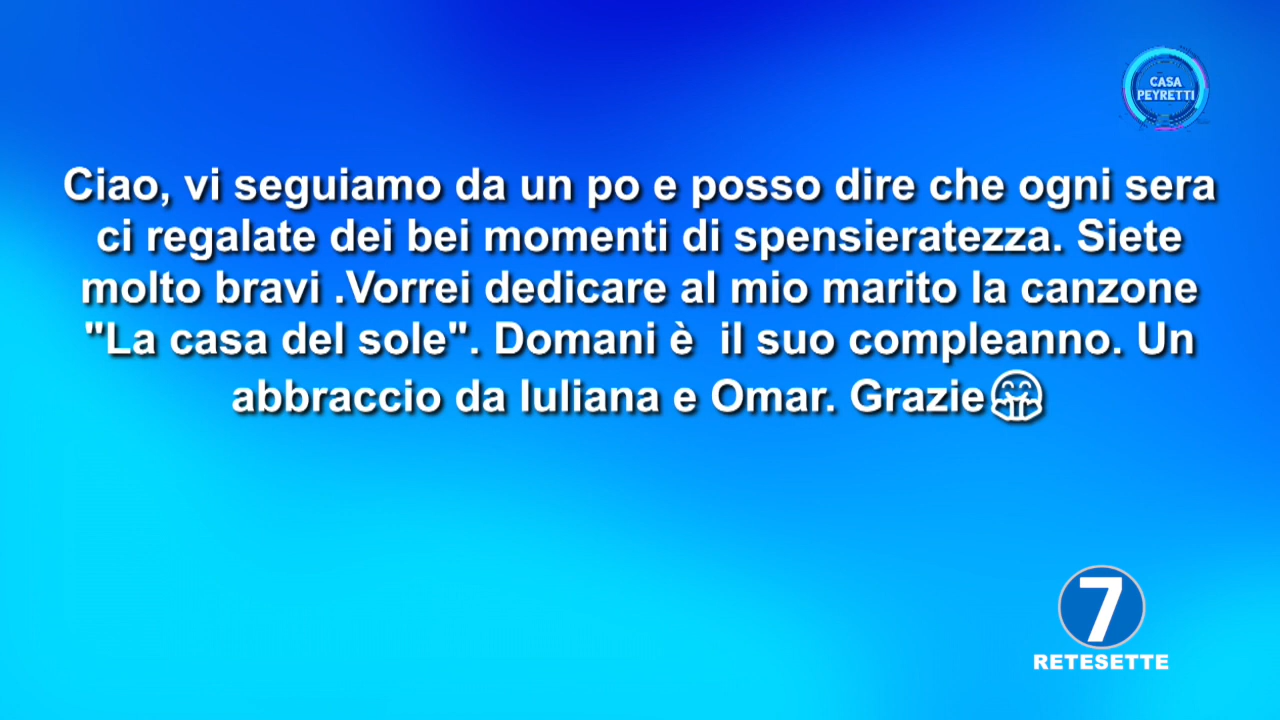 CASA
PEYRETTI
Ciao, vi seguiamo da un po e posso dire che ogni sera
ci regalate dei bei momenti di spensieratezza. Siete
molto bravi .Vorrei dedicare al mio marito la canzone
"La casa del sole". Domani è  il suo compleanno. Un
abbraccio da Iuliana e Omar. Grazie🤗
7
RETESETTE